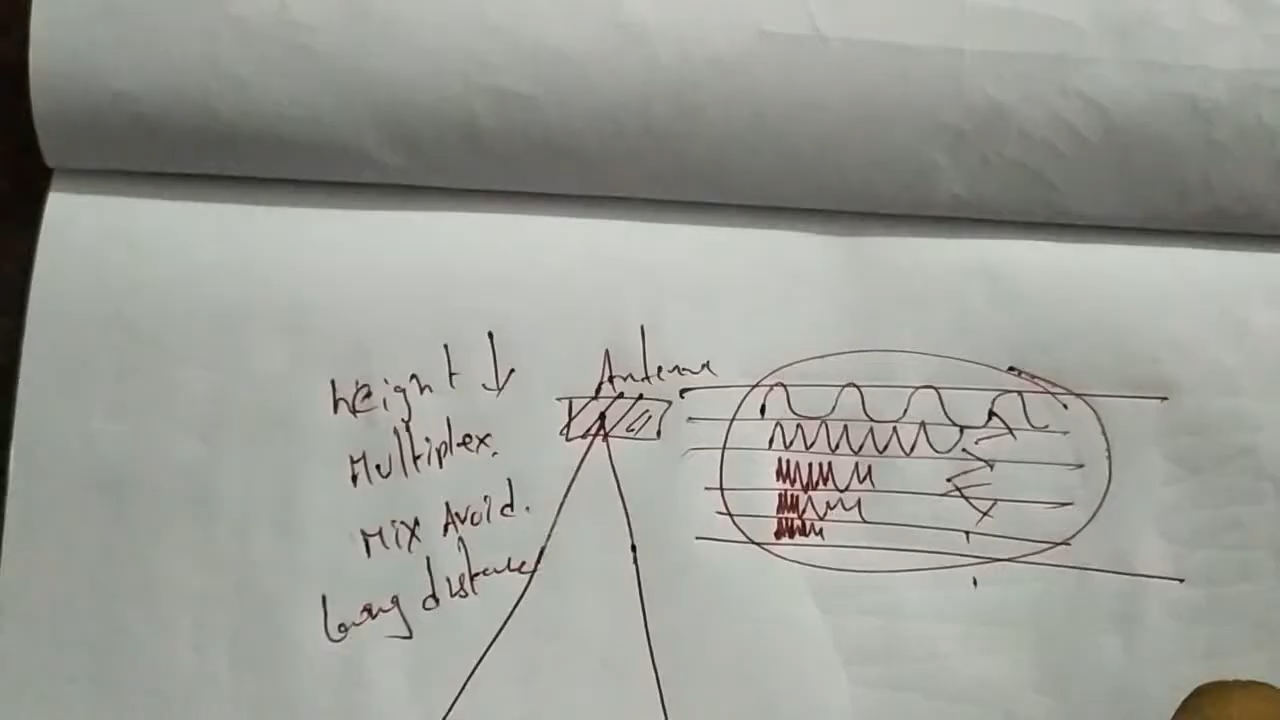 height ↓
Antenna
Multiplex.
Mix Avoid.
Long distance